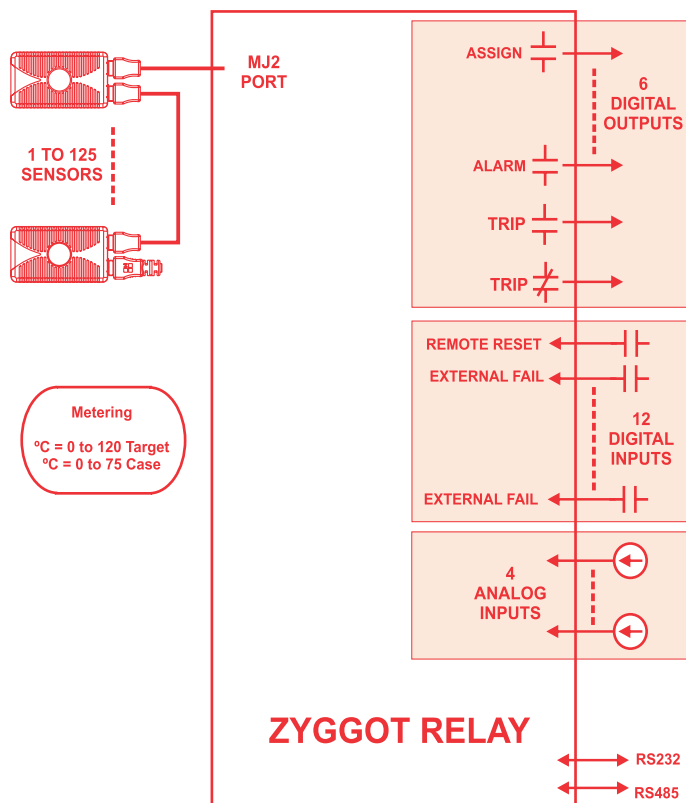 MJ2
PORT
1 TO 125
SENSORS
ASSIGN
6
DIGITAL
OUTPUTS
ALARM
TRIP
TRIP
REMOTE RESET
EXTERNAL FAIL
12
DIGITAL
INPUTS
EXTERNAL FAIL
Metering
ºC = 0 to 120 Target
ºC = 0 to 75 Case
4
ANALOG
INPUTS
ZYGGOT RELAY
RS232
RS485